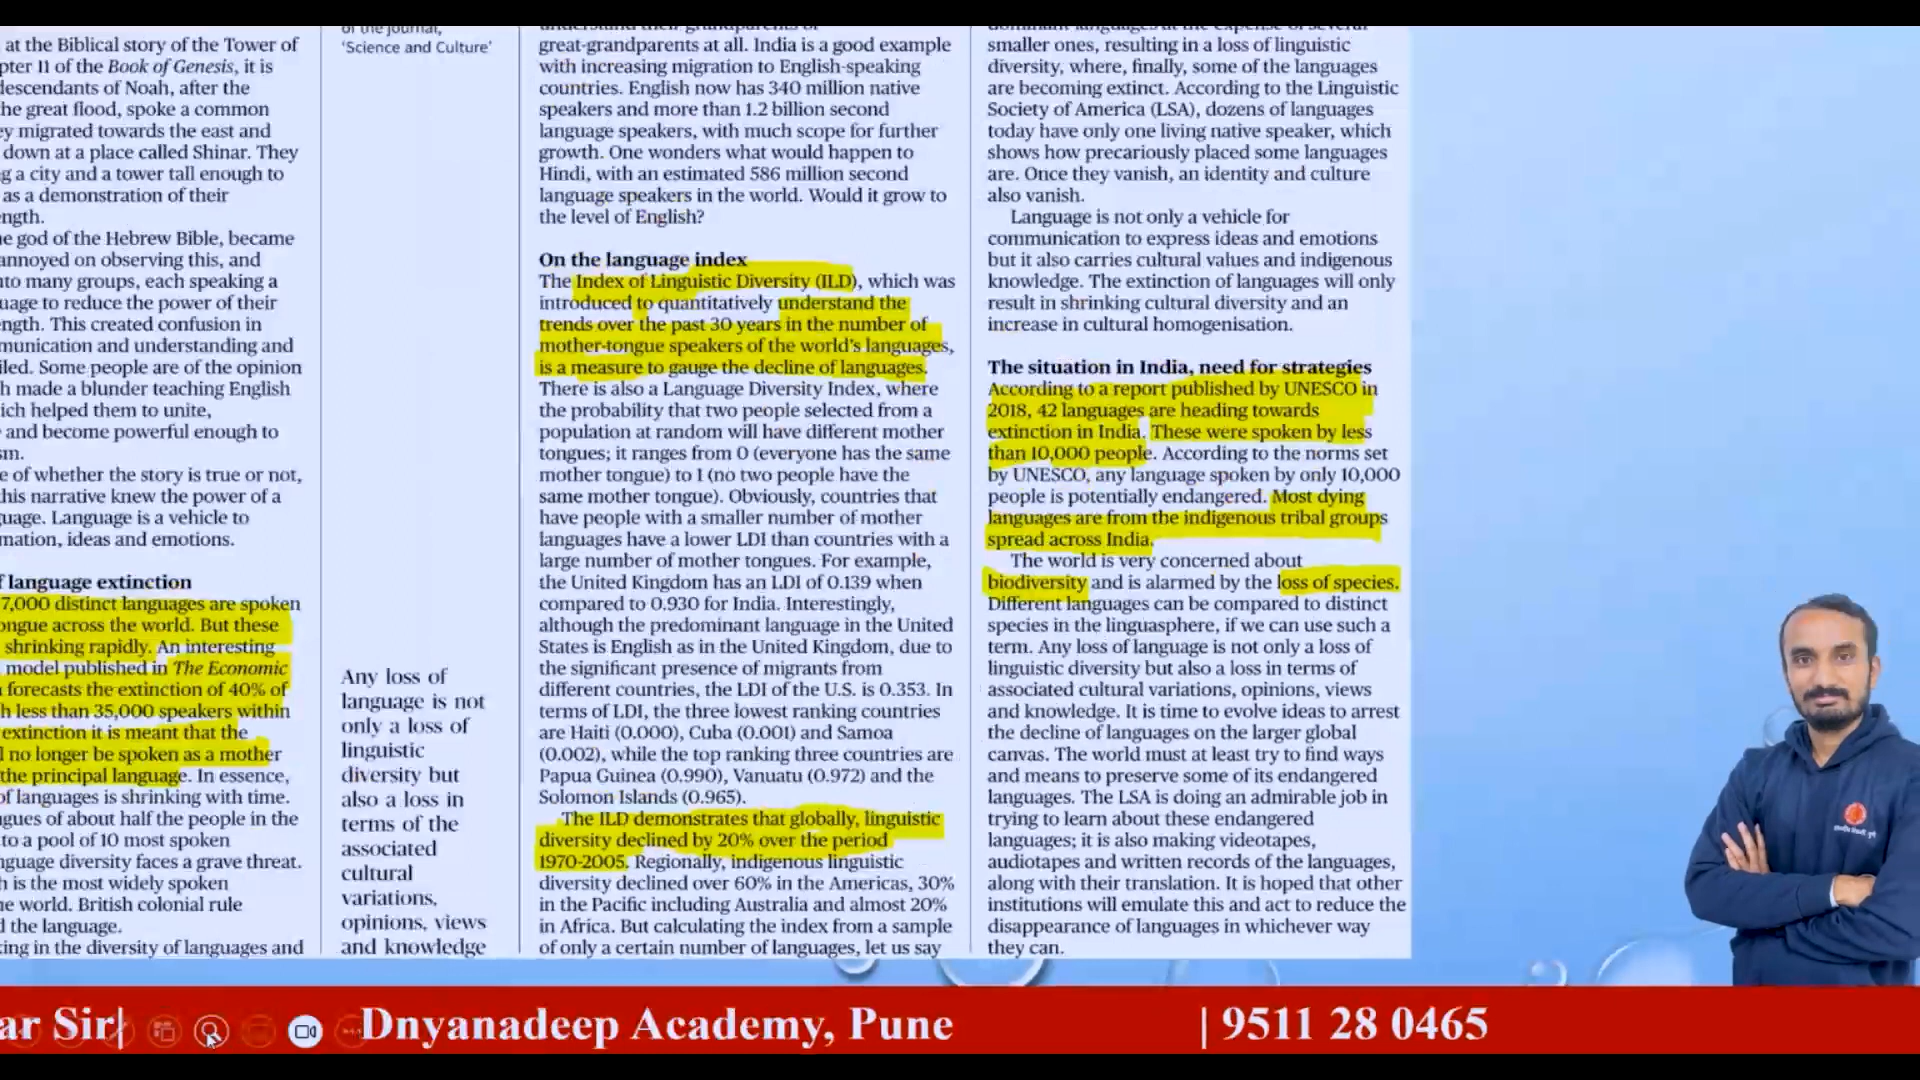 at the Biblical story of the Tower of
pter 11 of the Book of Genesis, it is
descendants of Noah, after the
he great flood, spoke a common
ey migrated towards the east and
down at a place called Shinar. They
g a city and a tower tall enough to
as a demonstration of their
ength.
e god of the Hebrew Bible, became
annoyed on observing this, and
nto many groups, each speaking a
uage to reduce the power of their
ength. This created confusion in
munication and understanding and
iled. Some people are of the opinion
h made a blunder teaching English
ich helped them to unite,
and become powerful enough to
sm.
e of whether the story is true or not,
this narrative knew the power of a
uage. Language is a vehicle to
mation, ideas and emotions.
f language extinction
7,000 distinct languages are spoken
ongue across the world. But these
shrinking rapidly. An interesting
model published in The Economic
forecasts the extinction of 40% of
h less than 35,000 speakers within
extinction it is meant that the
l no longer be spoken as a mother
the principal language. In essence,
of languages is shrinking with time.
gues of about half the people in the
to a pool of 10 most spoken
nguage diversity faces a grave threat.
h is the most widely spoken
he world. British colonial rule
d the language.
king in the diversity of languages and
of the journal,
‘Science and Culture’
Any loss of
language is not
only a loss of
linguistic
diversity but
also a loss in
terms of the
associated
cultural
variations,
opinions, views
and knowledge
understand their grandparents or
great-grandparents at all. India is a good example
with increasing migration to English-speaking
countries. English now has 340 million native
speakers and more than 1.2 billion second
language speakers, with much scope for further
growth. One wonders what would happen to
Hindi, with an estimated 586 million second
language speakers in the world. Would it grow to
the level of English?
On the language index
The Index of Linguistic Diversity (ILD), which was
introduced to quantitatively understand the
trends over the past 30 years in the number of
mother-tongue speakers of the world’s languages,
is a measure to gauge the decline of languages.
There is also a Language Diversity Index, where
the probability that two people selected from a
population at random will have different mother
tongues; it ranges from 0 (everyone has the same
mother tongue) to 1 (no two people have the
same mother tongue). Obviously, countries that
have people with a smaller number of mother
languages have a lower LDI than countries with a
large number of mother tongues. For example,
the United Kingdom has an LDI of 0.139 when
compared to 0.930 for India. Interestingly,
although the predominant language in the United
States is English as in the United Kingdom, due to
the significant presence of migrants from
different countries, the LDI of the U.S. is 0.353. In
terms of LDI, the three lowest ranking countries
are Haiti (0.000), Cuba (0.001) and Samoa
(0.002), while the top ranking three countries are
Papua Guinea (0.990), Vanuatu (0.972) and the
Solomon Islands (0.965).
The ILD demonstrates that globally, linguistic
diversity declined by 20% over the period
1970-2005. Regionally, indigenous linguistic
diversity declined over 60% in the Americas, 30%
in the Pacific including Australia and almost 20%
in Africa. But calculating the index from a sample
of only a certain number of languages, let us say
dominant languages at the expense of several
smaller ones, resulting in a loss of linguistic
diversity, where, finally, some of the languages
are becoming extinct. According to the Linguistic
Society of America (LSA), dozens of languages
today have only one living native speaker, which
shows how precariously placed some languages
are. Once they vanish, an identity and culture
also vanish.
Language is not only a vehicle for
communication to express ideas and emotions
but it also carries cultural values and indigenous
knowledge. The extinction of languages will only
result in shrinking cultural diversity and an
increase in cultural homogenisation.
The situation in India, need for strategies
According to a report published by UNESCO in
2018, 42 languages are heading towards
extinction in India. These were spoken by less
than 10,000 people. According to the norms set
by UNESCO, any language spoken by only 10,000
people is potentially endangered. Most dying
languages are from the indigenous tribal groups
spread across India.
The world is very concerned about
biodiversity and is alarmed by the loss of species.
Different languages can be compared to distinct
species in the linguasphere, if we can use such a
term. Any loss of language is not only a loss of
linguistic diversity but also a loss in terms of
associated cultural variations, opinions, views
and knowledge. It is time to evolve ideas to arrest
the decline of languages on the larger global
canvas. The world must at least try to find ways
and means to preserve some of its endangered
languages. The LSA is doing an admirable job in
trying to learn about these endangered
languages; it is also making videotapes,
audiotapes and written records of the languages,
along with their translation. It is hoped that other
institutions will emulate this and act to reduce the
disappearance of languages in whichever way
they can.
ar Sir| Dnyanadeep Academy, Pune | 9511 28 0465